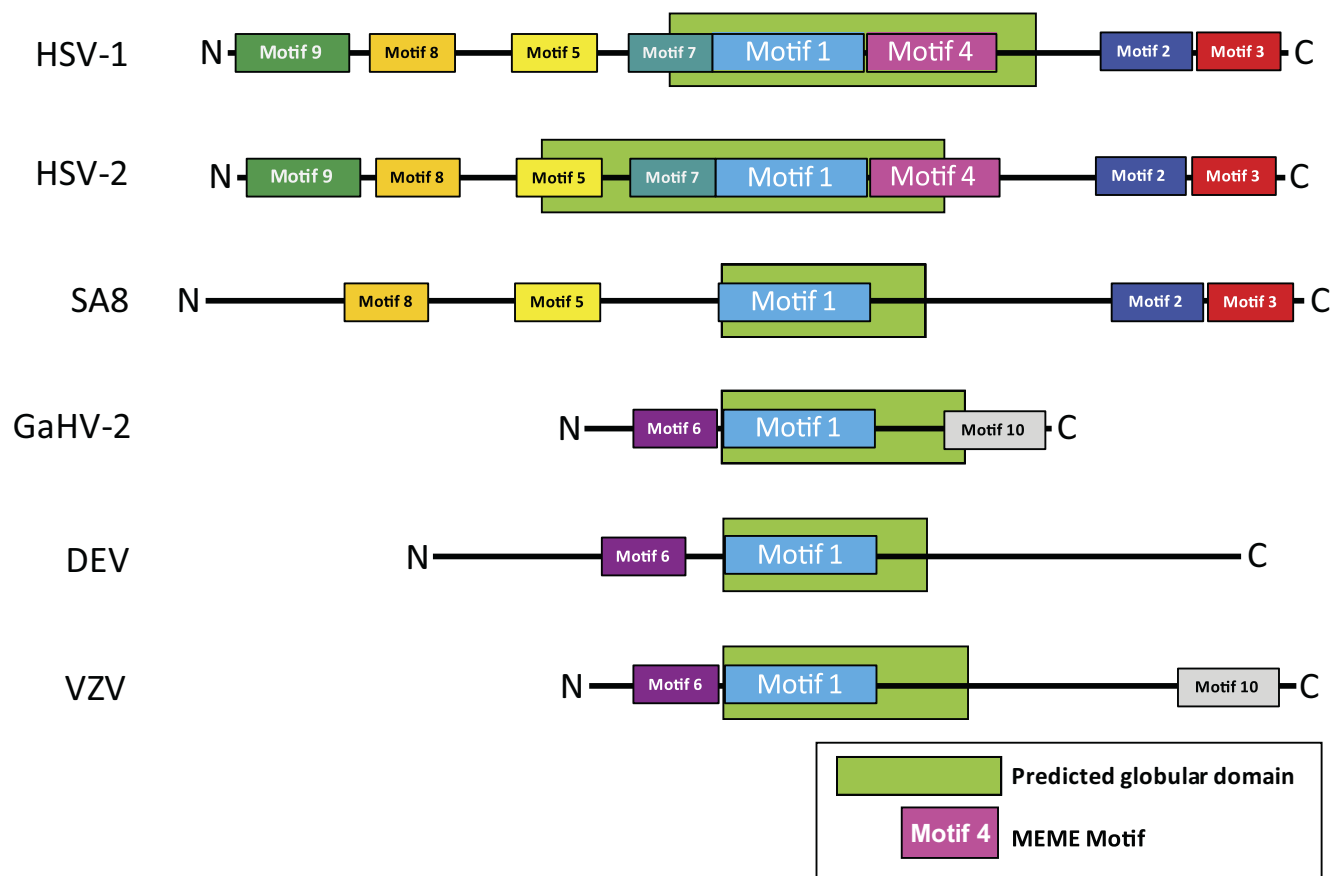 HSV-1 N Motif 9 Motif 8 Motif 5 Motif 7 Motif 1 Motif 4 Motif 2 Motif 3 C
HSV-2 N Motif 9 Motif 8 Motif 5 Motif 7 Motif 1 Motif 4 Motif 2 Motif 3 C
SA8 N Motif 8 Motif 5 Motif 1 Motif 2 Motif 3 C
GaHV-2 N Motif 6 Motif 1 Motif 10 C
DEV N Motif 6 Motif 1 C
VZV N Motif 6 Motif 1 Motif 10 C
Predicted globular domain
Motif 4 MEME Motif